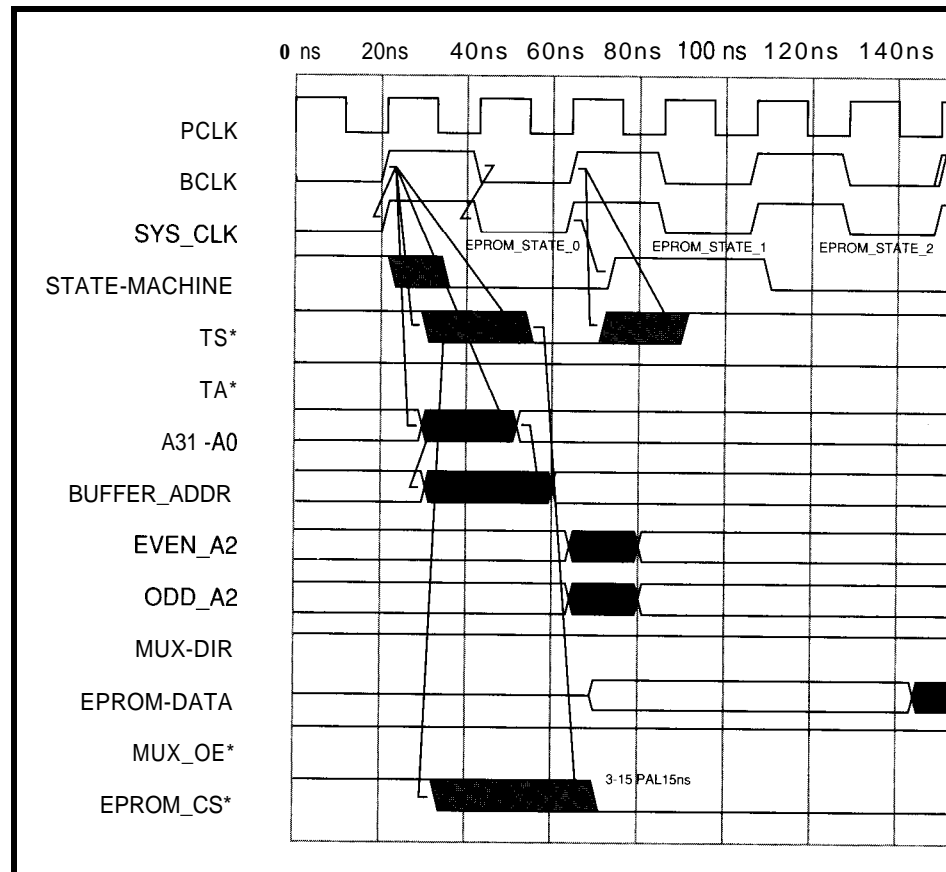 0 ns 20ns 40ns 60ns 80ns 100 ns 120ns 140ns
PCLK
BCLK
SYS_CLK
EPROM_STATE_0 EPROM_STATE_1 EPROM_STATE_2
STATE-MACHINE
TS*
TA*
A31 -A0
BUFFER_ADDR
EVEN_A2
ODD_A2
MUX-DIR
EPROM-DATA
MUX_OE*
3-15 PAL15ns
EPROM_CS*